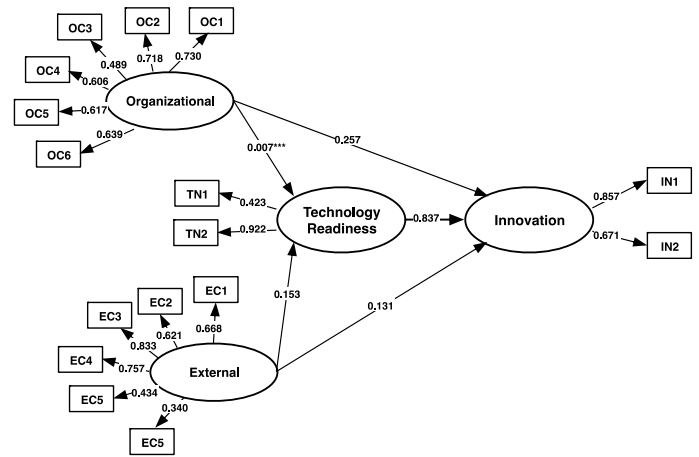 OC3
OC2
OC1
OC4
0.489
0.718
0.730
0.606
Organizational
OC5
0.617
0.639
OC6
0.007***
0.257
TN1
0.423
TN2
0.922
Technology
Readiness
0.837
Innovation
0.857
IN1
0.671
IN2
0.153
0.131
EC3
EC2
EC1
0.833
0.621
0.668
EC4
0.757
External
EC5
0.434
0.340
EC5